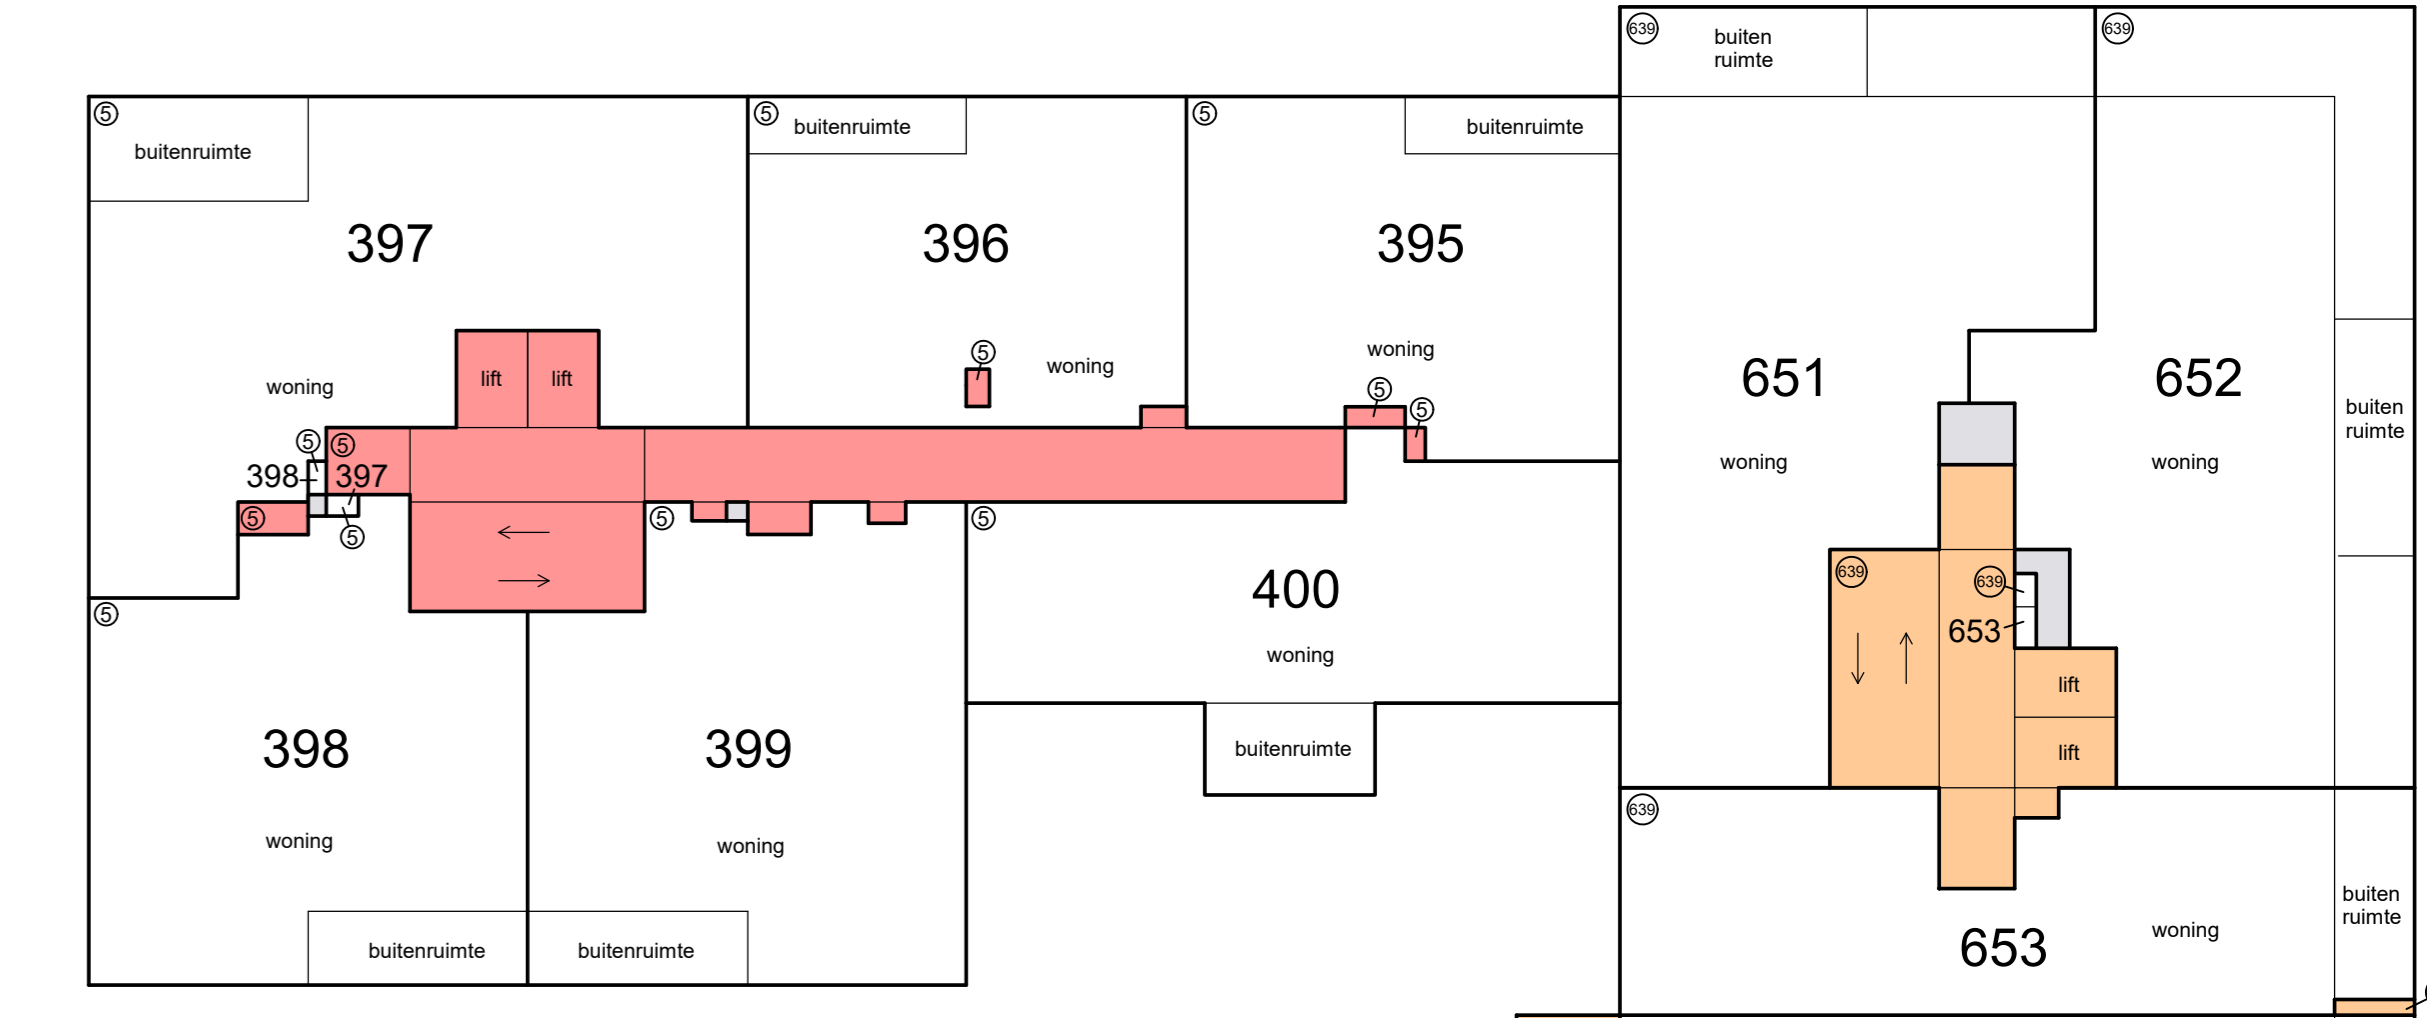 639
buiten
ruimte
639
5
buitenruimte
5
buitenruimte
5
buitenruimte
397
396
395
woning
lift
lift
5
woning
woning
5
5
651
652
woning
woning
buiten
ruimte
5
5
398
397
5
5
5
5
639
639
653
400
woning
lift
lift
5
398
399
buitenruimte
woning
woning
639
buitenruimte
buitenruimte
653
woning
buiten
ruimte